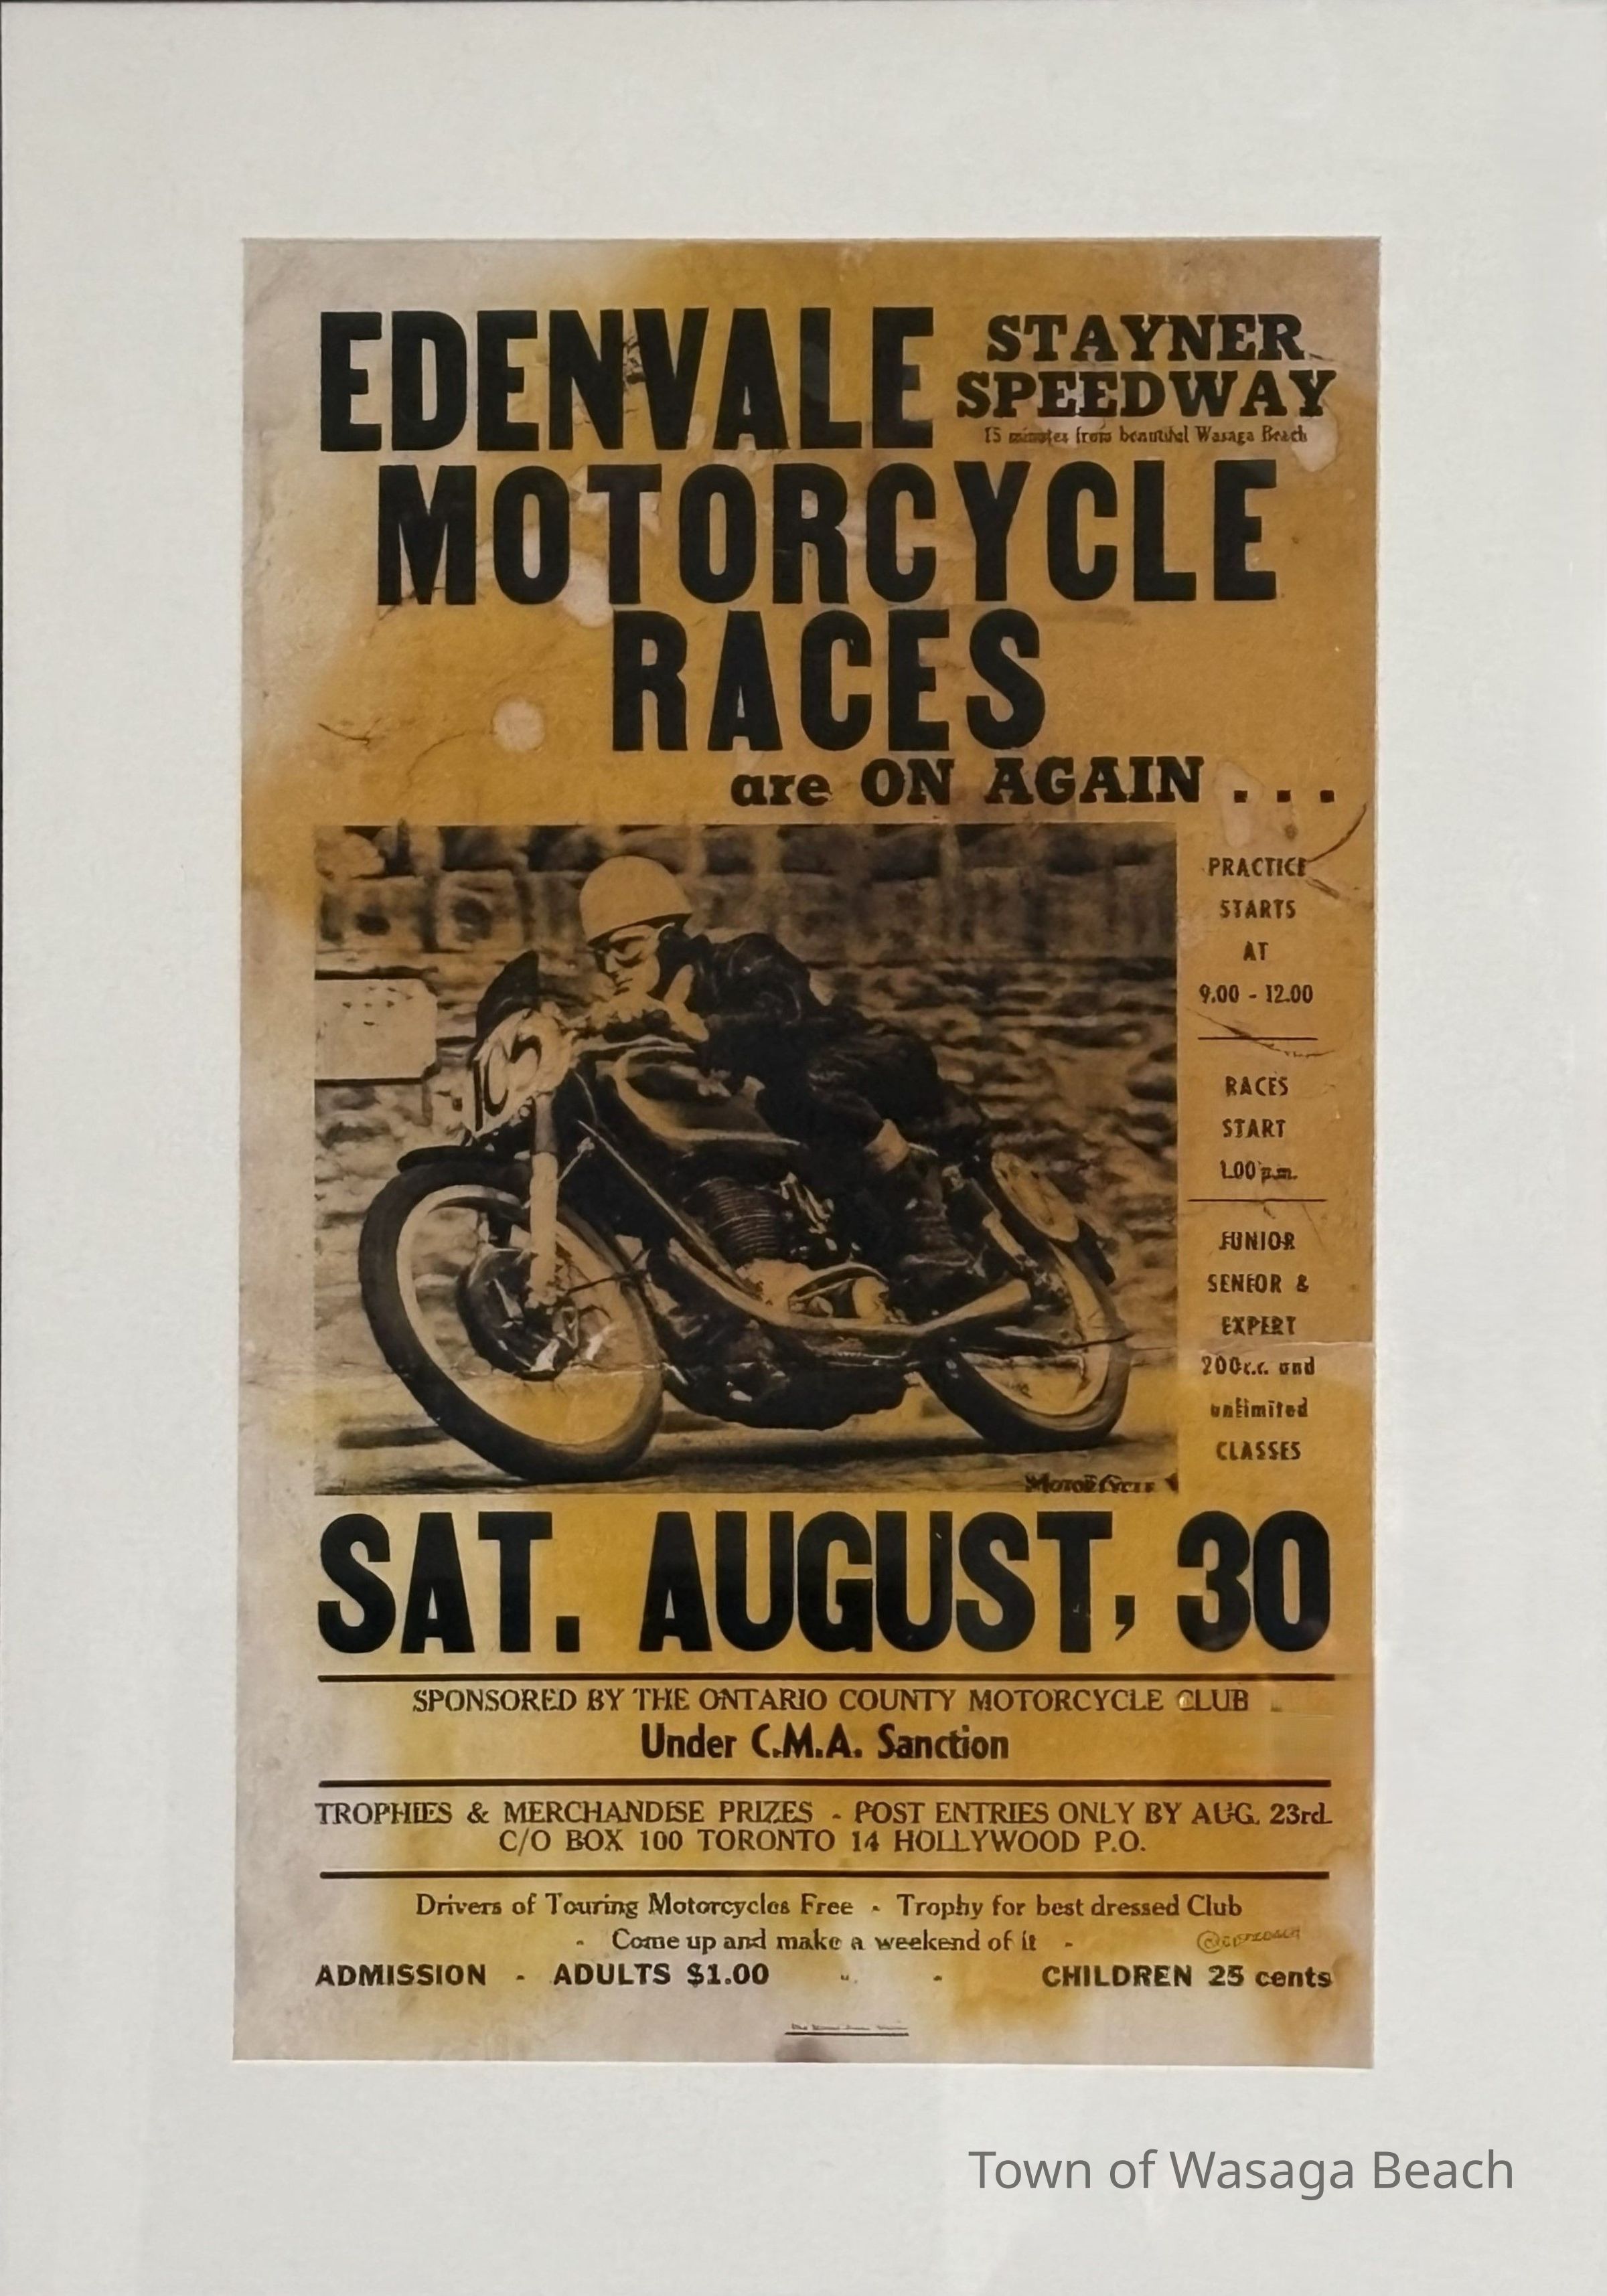 EDENVALE
STAYNER
SPEEDWAY
15 minutes from beautiful Wasaga Beach
MOTORCYCLE
RACES
are ON AGAIN . . .
PRACTICE
STARTS
AT
9.00 - 12.00
RACES
START
1.00 p.m.
JUNIOR
SENIOR &
EXPERT
200c.c. and
unlimited
CLASSES
MOTOR CYCLE
SAT. AUGUST, 30
SPONSORED BY THE ONTARIO COUNTY MOTORCYCLE CLUB
Under C.M.A. Sanction
TROPHIES & MERCHANDISE PRIZES - POST ENTRIES ONLY BY AUG. 23rd.
C/O BOX 100 TORONTO 14 HOLLYWOOD P.O.
Drivers of Touring Motorcycles Free - Trophy for best dressed Club
- Come up and make a weekend of it -
ADMISSION - ADULTS $1.00 - - CHILDREN 25 cents
Town of Wasaga Beach